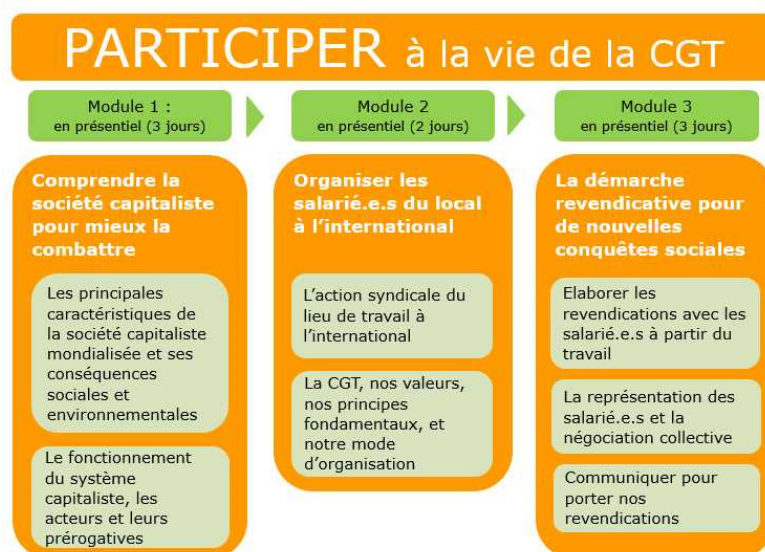 PARTICIPER à la vie de la CGT
Module 1 :
en présentiel (3 jours)
Comprendre la
société capitaliste
pour mieux la
combattre
Les principales
caractéristiques de
la société capitaliste
mondialisée et ses
conséquences
sociales et
environnementales
Le fonctionnement
du système
capitaliste, les
acteurs et leurs
prérogatives
Module 2
en présentiel (2 jours)
Organiser les
salarié.e.s du local
à l’international
L’action syndicale du
lieu de travail à
l’international
La CGT, nos valeurs,
nos principes
fondamentaux, et
notre mode
d’organisation
Module 3
en présentiel (3 jours)
La démarche
revendicative pour
de nouvelles
conquêtes sociales
Elaborer les
revendications avec les
salarié.e.s à partir du
travail
La représentation des
salarié.e.s et la
négociation collective
Communiquer pour
porter nos
revendications